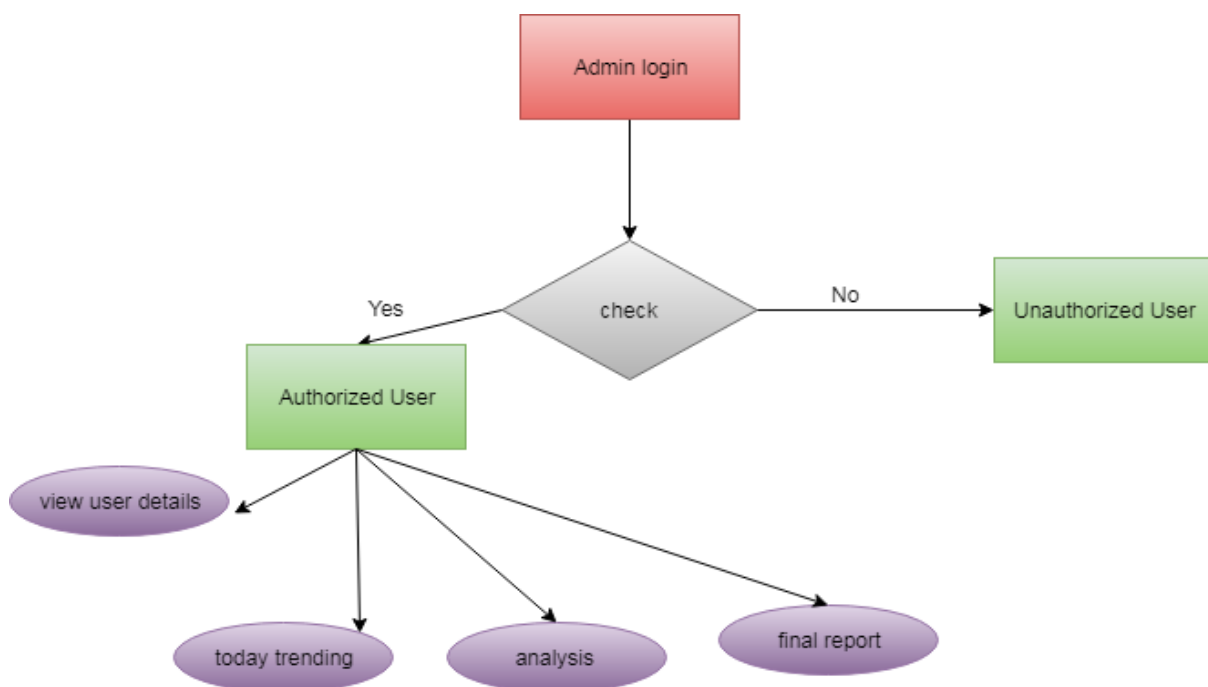 Admin login
check
Yes
No
Unauthorized User
Authorized User
view user details
today trending
analysis
final report